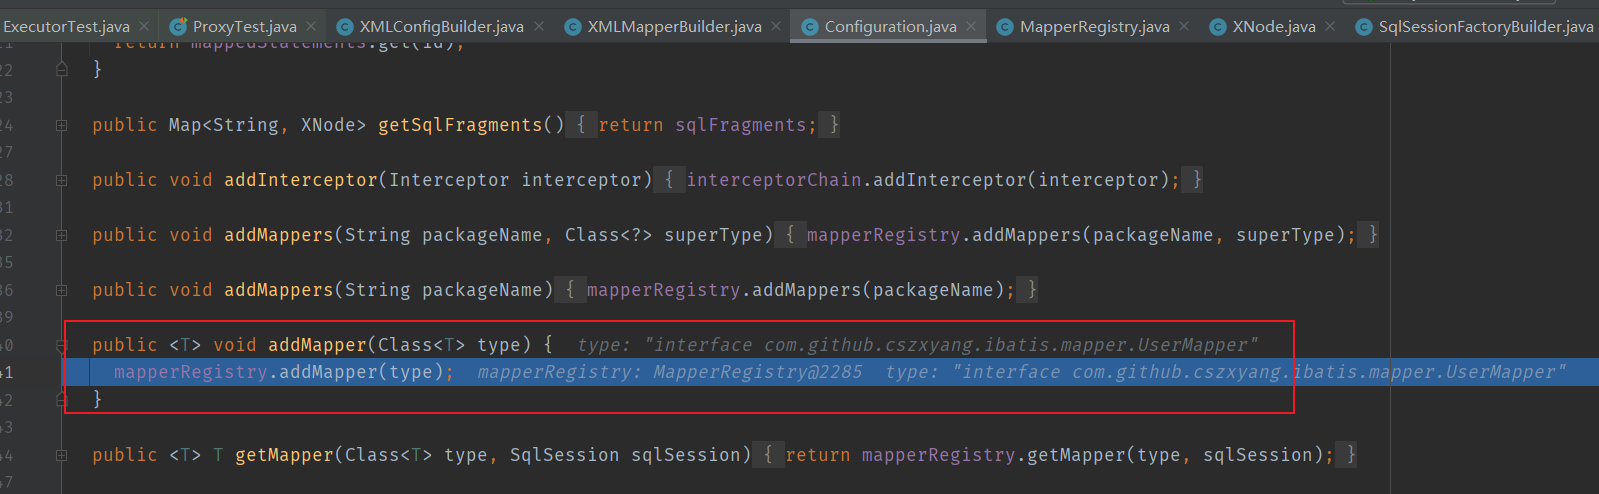 ExecutorTest.java × ProxyTest.java × XMLConfigBuilder.java × XMLMapperBuilder.java × Configuration.java × MapperRegistry.java × XNode.java × SqlSessionFactoryBuilder.java
21 return mappedStatements.get(id);
22 }
23
24 public Map<String, XNode> getSqlFragments() { return sqlFragments; }
27
28 public void addInterceptor(Interceptor interceptor) { interceptorChain.addInterceptor(interceptor); }
31
32 public void addMappers(String packageName, Class<?> superType) { mapperRegistry.addMappers(packageName, superType); }
35
36 public void addMappers(String packageName) { mapperRegistry.addMappers(packageName); }
39
40 public <T> void addMapper(Class<T> type) { type: "interface com.github.cszxyang.ibatis.mapper.UserMapper"
41 mapperRegistry.addMapper(type); mapperRegistry: MapperRegistry@2285 type: "interface com.github.cszxyang.ibatis.mapper.UserMapper"
42 }
43
44 public <T> T getMapper(Class<T> type, SqlSession sqlSession) { return mapperRegistry.getMapper(type, sqlSession); }
47